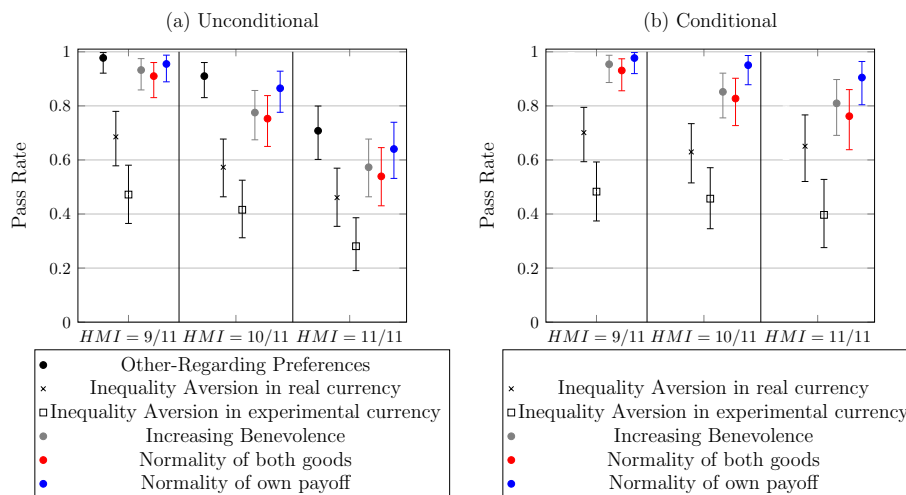 (a) Unconditional
Pass Rate
1
0.8
0.6
0.4
0.2
0
HMI = 9/11 HMI = 10/11 HMI = 11/11
Other-Regarding Preferences
Inequality Aversion in real currency
Inequality Aversion in experimental currency
Increasing Benevolence
Normality of both goods
Normality of own payoff
(b) Conditional
Pass Rate
1
0.8
0.6
0.4
0.2
0
HMI = 9/11 HMI = 10/11 HMI = 11/11
Inequality Aversion in real currency
Inequality Aversion in experimental currency
Increasing Benevolence
Normality of both goods
Normality of own payoff